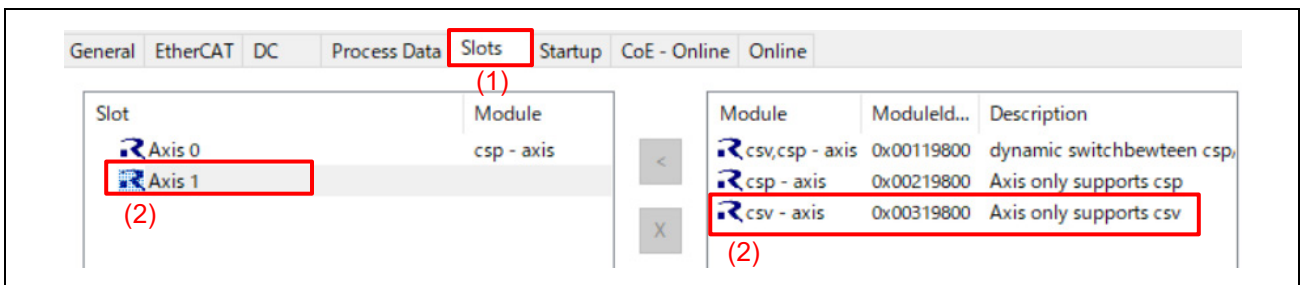 General EtherCAT DC Process Data Slots Startup CoE - Online Online
(1)
Slot Module Module ModuleId... Description
Axis 0 csp - axis < csv,csp - axis 0x00119800 dynamic switchbewteen csp,
Axis 1 csp - axis 0x00219800 Axis only supports csp
(2) X csv - axis 0x00319800 Axis only supports csv
(2)